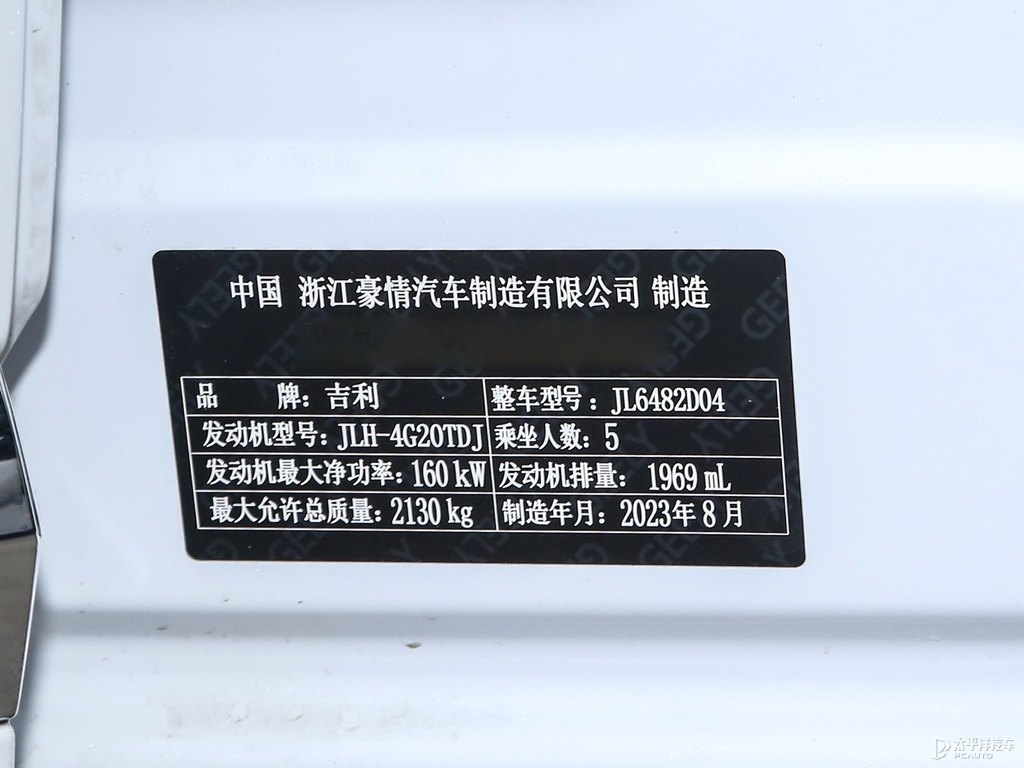 中国 浙江豪情汽车制造有限公司 制造
品 牌：吉利 整车型号：JL6482D04
发动机型号：JLH-4G20TDJ 乘坐人数：5
发动机最大净功率：160 kW 发动机排量：1969 mL
最大允许总质量：2130 kg 制造年月：2023年8月
GEELY
太平洋汽车
PCAUTO